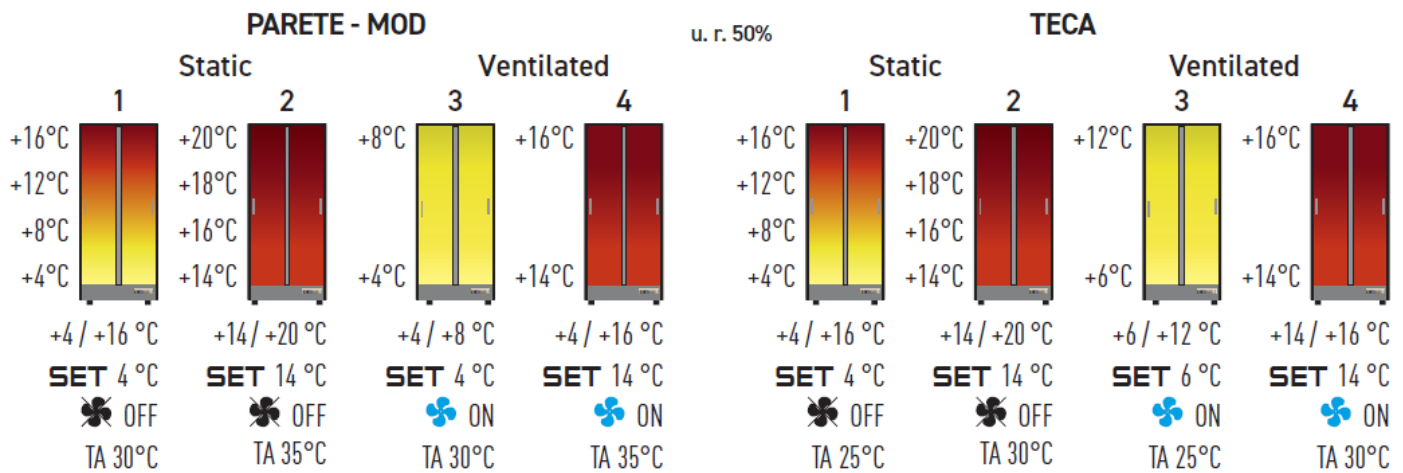 PARETE - MOD u. r. 50% TECA
Static Ventilated Static Ventilated
1 2 3 4 1 2 3 4
+16°C +20°C +8°C +16°C +16°C +20°C +12°C +16°C
+12°C +18°C +12°C +18°C
+8°C +16°C +8°C +16°C
+4°C +14°C +4°C +14°C +4°C +14°C +6°C +14°C
+4 / +16 °C +14 / +20 °C +4 / +8 °C +4 / +16 °C +4 / +16 °C +14 / +20 °C +6 / +12 °C +14 / +16 °C
SET 4 °C SET 14 °C SET 4 °C SET 14 °C SET 4 °C SET 14 °C SET 6 °C SET 14 °C
OFF OFF ON ON OFF OFF ON ON
TA 30°C TA 35°C TA 30°C TA 35°C TA 25°C TA 30°C TA 25°C TA 30°C